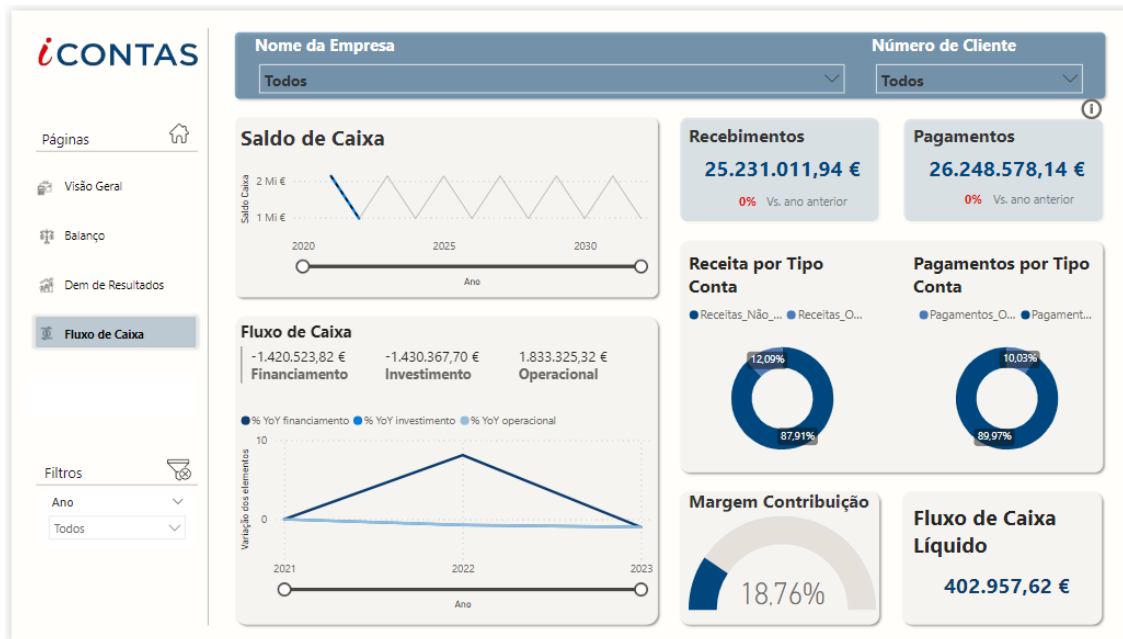 iCONTAS
Páginas
Visão Geral
Balanço
Dem de Resultados
Fluxo de Caixa
Filtros
Ano
Todos
Nome da Empresa
Todos
Número de Cliente
Todos
Saldo de Caixa
Saldo Caixa
2 Mi €
1 Mi €
2020 2025 2030
Ano
Recebimentos
25.231.011,94 €
0% Vs. ano anterior
Pagamentos
26.248.578,14 €
0% Vs. ano anterior
Fluxo de Caixa
-1.420.523,82 € -1.430.367,70 € 1.833.325,32 €
Financiamento Investimento Operacional
% YoY financiamento % YoY investimento % YoY operacional
Variação dos elementos
10
0
2021 2022 2023
Ano
Receita por Tipo
Conta
Receitas_Não_... Receitas_O...
12,09%
87,91%
Pagamentos por Tipo
Conta
Pagamentos_O... Pagament...
10,03%
89,97%
Margem Contribuição
18,76%
Fluxo de Caixa
Líquido
402.957,62 €